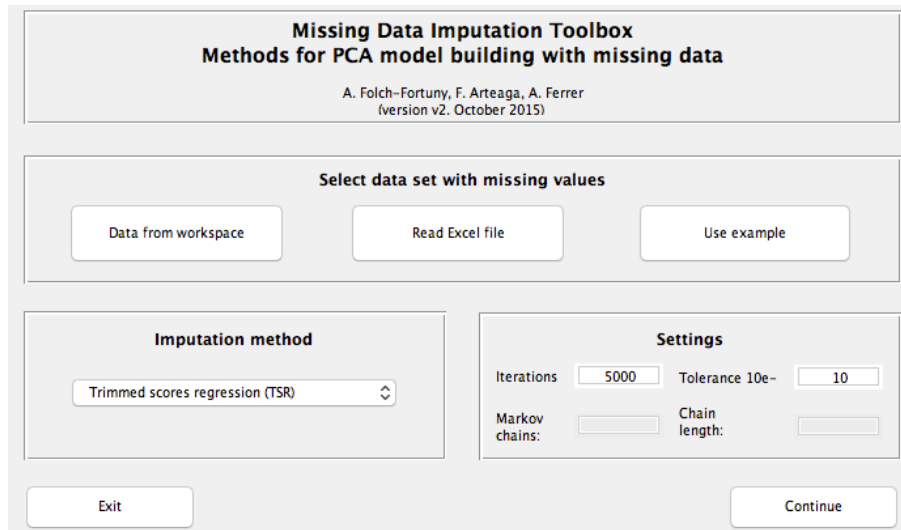 Missing Data Imputation Toolbox
Methods for PCA model building with missing data
A. Folch-Fortuny, F. Arteaga, A. Ferrer
(version v2. October 2015)
Select data set with missing values
Data from workspace
Read Excel file
Use example
Imputation method
Trimmed scores regression (TSR)
Settings
Iterations 5000 Tolerance 10e- 10
Markov
chains:
Chain
length:
Exit
Continue